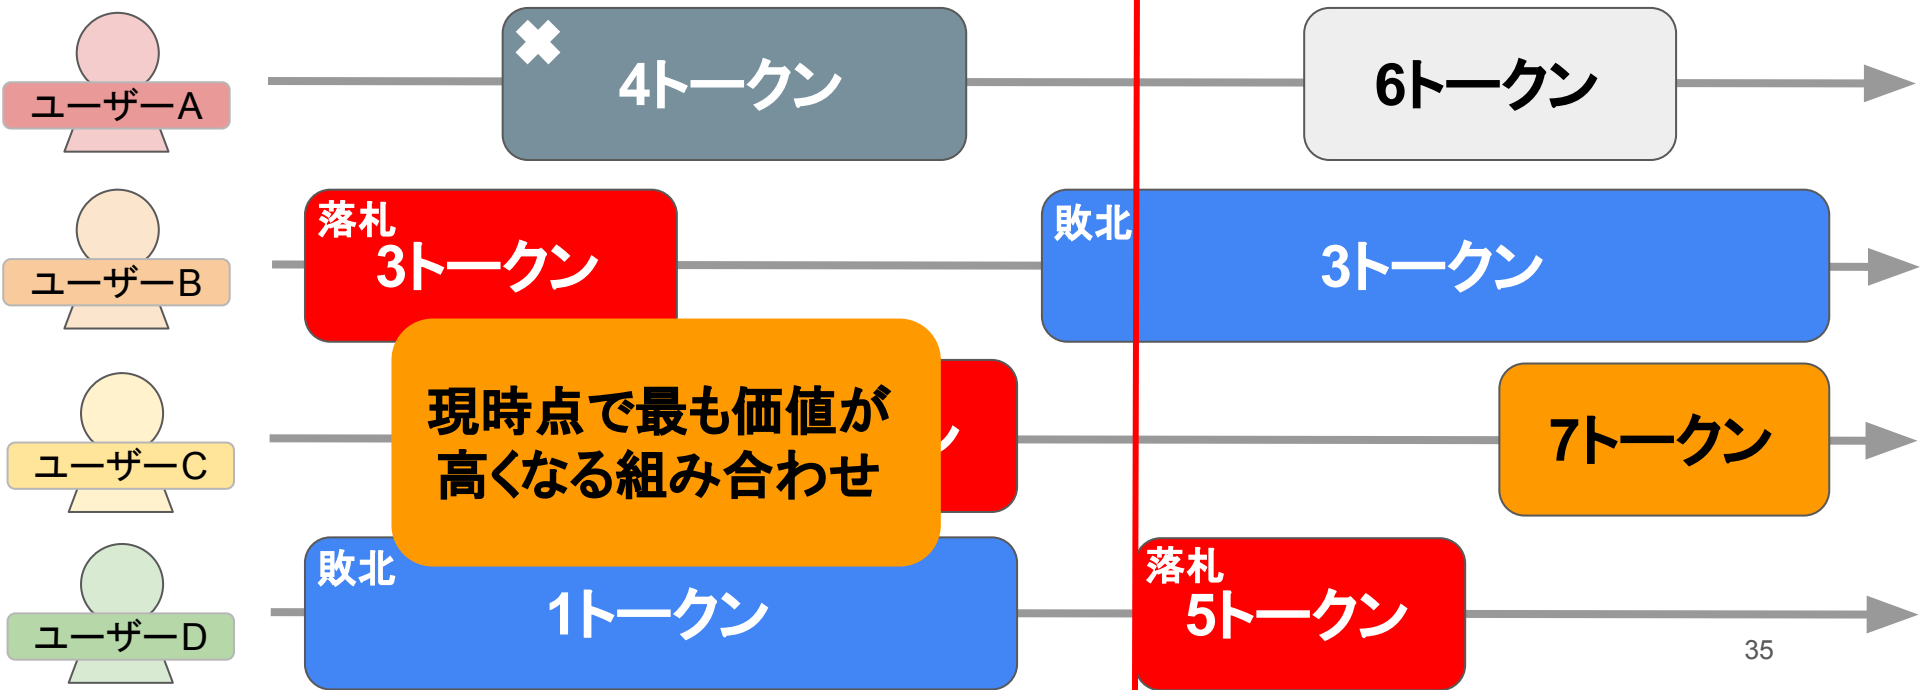 ユーザーA
✖
4トークン
6トークン
ユーザーB
落札
3トークン
敗北
3トークン
ユーザーC
現時点で最も価値が
高くなる組み合わせ
7トークン
ユーザーD
敗北
1トークン
落札
5トークン
35